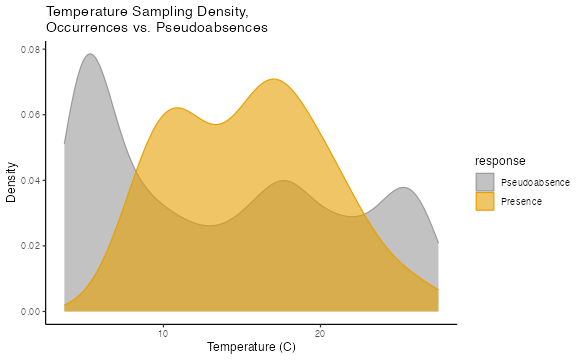 Temperature Sampling Density,
Occurrences vs. Pseudoabsences
0.08
0.06
0.04
0.02
0.00
Density
10
20
Temperature (C)
response
Pseudoabsence
Presence